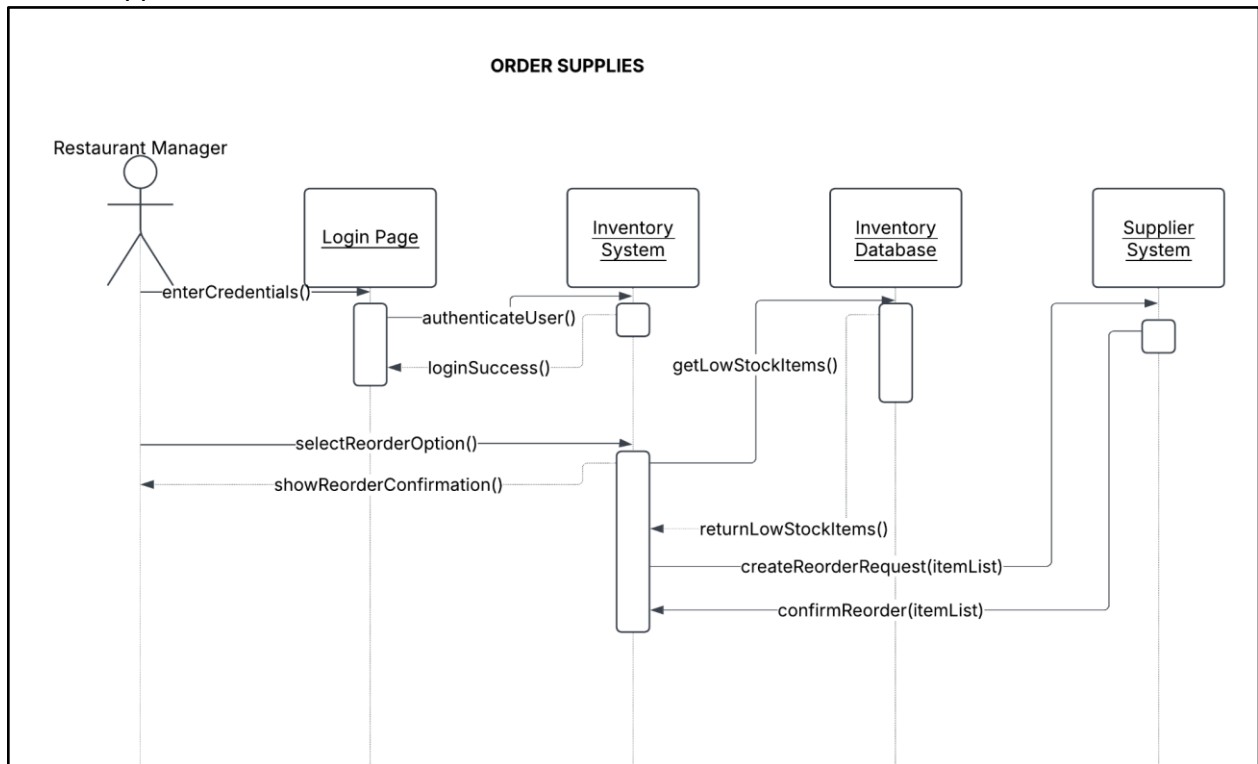 ORDER SUPPLIES
Restaurant Manager
Login Page
Inventory
System
Inventory
Database
Supplier
System
enterCredentials()
authenticateUser()
loginSuccess()
getLowStockItems()
selectReorderOption()
showReorderConfirmation()
returnLowStockItems()
createReorderRequest(itemList)
confirmReorder(itemList)